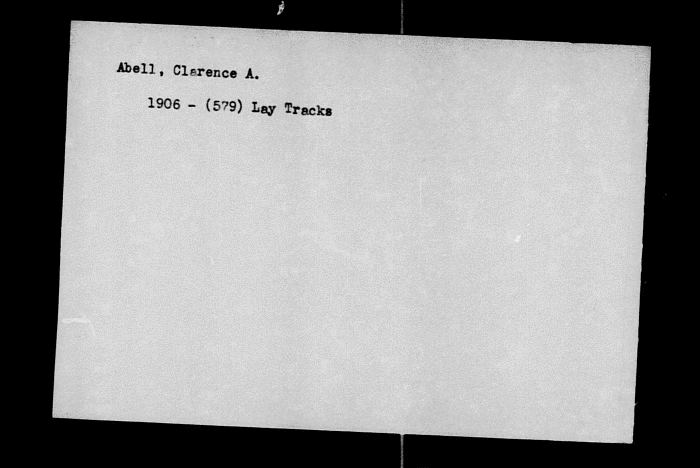 Abell, Clarence A.
1906 - (579) Lay Tracks